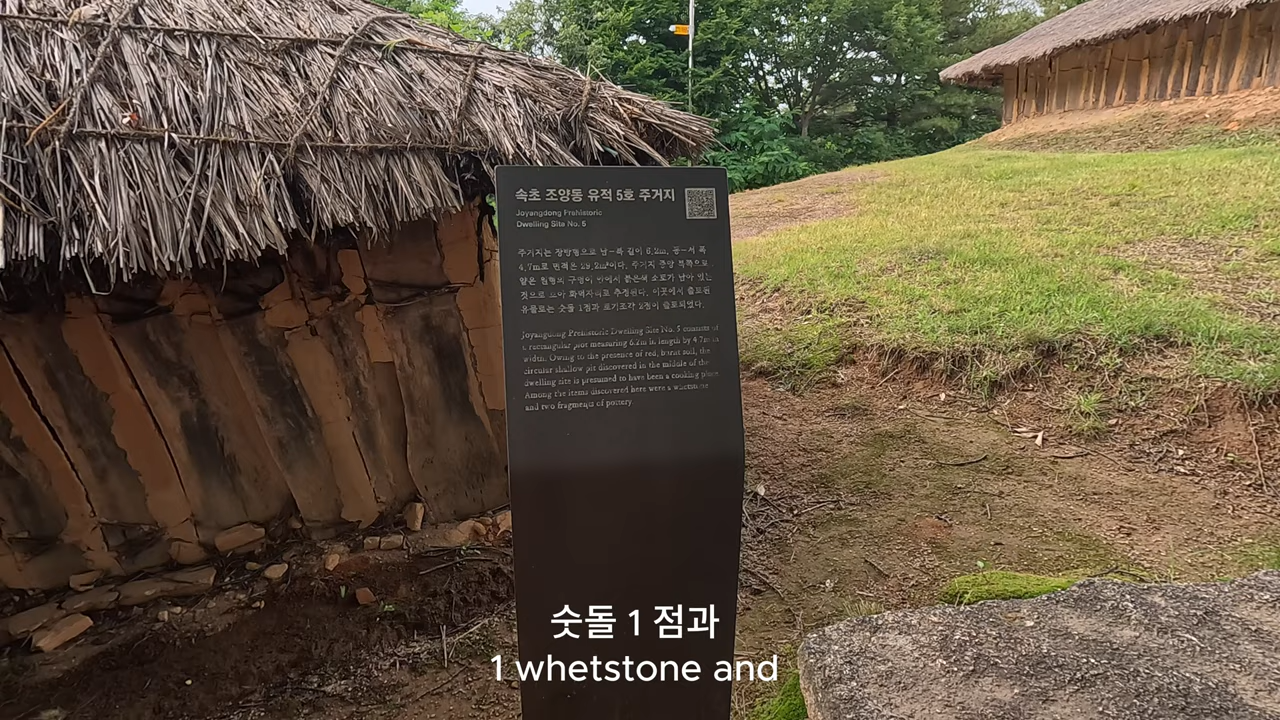 속초 조양동 유적 5호 주거지
Joyangdong Prehistoric
Dwelling Site No. 5
주거지는 장방형으로 남-북 길이 6.2m, 동-서 폭
4.7m로 면적은 29.2m²이다. 주거지 중앙 북쪽으로
얕은 원형의 구덩이 안에서 붉은색 소토가 남아 있는
것으로 보아 화덕자리로 추정된다. 이곳에서 출토된
유물로는 숫돌 1점과 토기조각 2점이 출토되었다.
Joyangdong Prehistoric Dwelling Site No. 5 consists of
a rectangular plot measuring 6.2m in length by 4.7m in
width. Owing to the presence of red, burnt soil, the
circular shallow pit discovered in the middle of the
dwelling site is presumed to have been a cooking place.
Among the items discovered here were a whetstone
and two fragments of pottery.
숫돌 1 점과
1 whetstone and